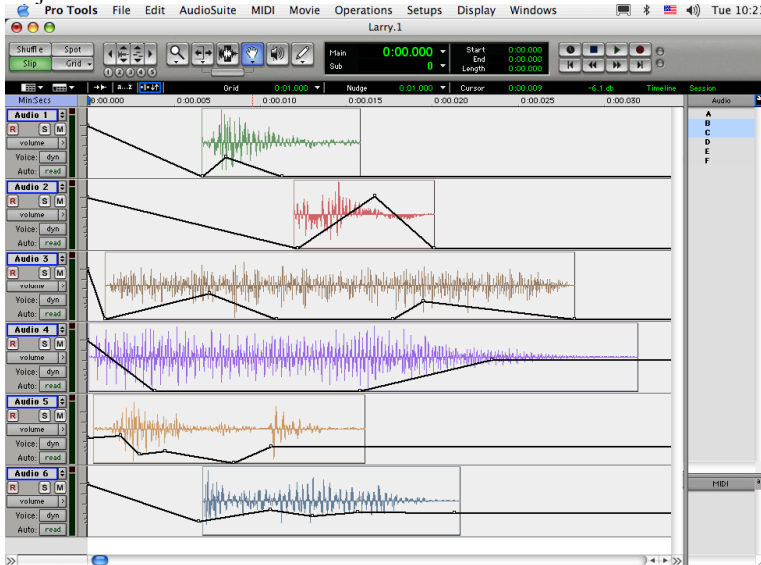 Pro Tools File Edit AudioSuite MIDI Movie Operations Setups Display Windows Tue 10:2
Larry.1
Shuffle Spot
Slip Grid
Main 0:00.000
Sub 0
Start 0:00.000
End 0:00.000
Length 0:00.000
1 2 3 4 5
a...z Grid 0:01.000 Nudge 0:01.000 Cursor 0:00.009 -6.1 db Timeline Session
Min:Secs 0:00.000 0:00.005 0:00.010 0:00.015 0:00.020 0:00.025 0:00.030 Audio
Audio 1
R S M
volume
Voice: dyn
Auto: read
Audio 2
R S M
volume
Voice: dyn
Auto: read
Audio 3
R S M
volume
Voice: dyn
Auto: read
Audio 4
R S M
volume
Voice: dyn
Auto: read
Audio 5
R S M
volume
Voice: dyn
Auto: read
Audio 6
R S M
volume
Voice: dyn
Auto: read
A
B
C
D
E
F
MIDI